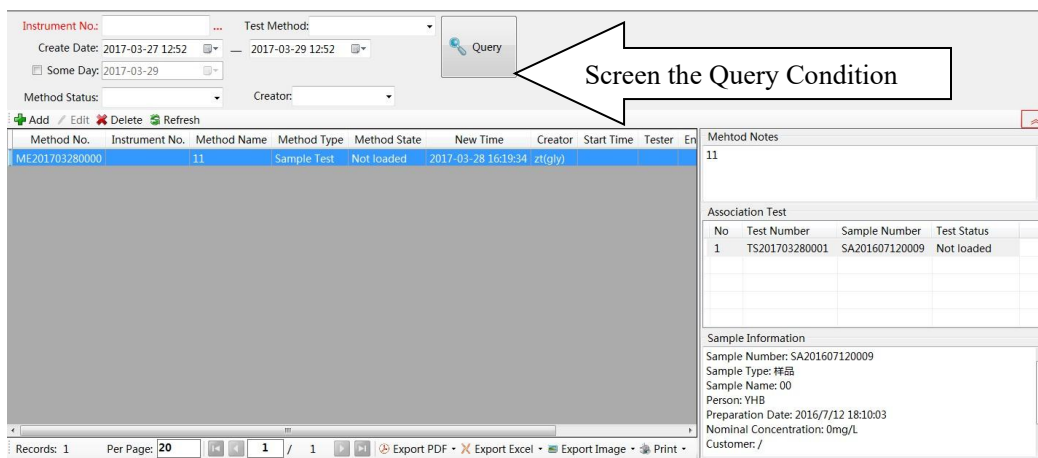 Instrument No.: ... Test Method:
Create Date: 2017-03-27 12:52 — 2017-03-29 12:52 Query
Some Day: 2017-03-29
Screen the Query Condition
Method Status: Creator:
Add Edit Delete Refresh
Method No. Instrument No. Method Name Method Type Method State New Time Creator Start Time Tester En
ME201703280000 11 Sample Test Not loaded 2017-03-28 16:19:34 zt(gly)
Mehtod Notes
11
Association Test
No Test Number Sample Number Test Status
1 TS201703280001 SA201607120009 Not loaded
Sample Information
Sample Number: SA201607120009
Sample Type: 样品
Sample Name: 00
Person: YHB
Preparation Date: 2016/7/12 18:10:03
Nominal Concentration: 0mg/L
Customer: /
Records: 1 Per Page: 20 1 / 1 Export PDF Export Excel Export Image Print